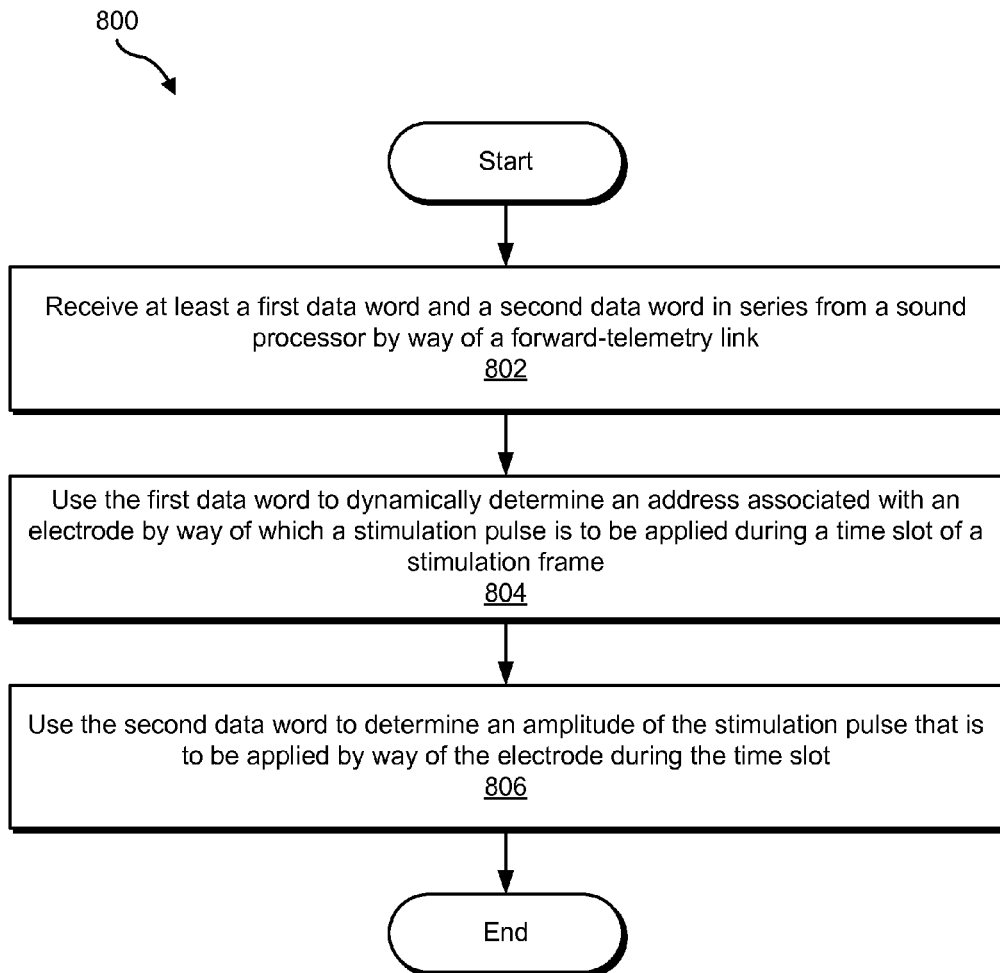 800
Start
Receive at least a first data word and a second data word in series from a sound
processor by way of a forward-telemetry link
802
Use the first data word to dynamically determine an address associated with an
electrode by way of which a stimulation pulse is to be applied during a time slot of a
stimulation frame
804
Use the second data word to determine an amplitude of the stimulation pulse that is
to be applied by way of the electrode during the time slot
806
End